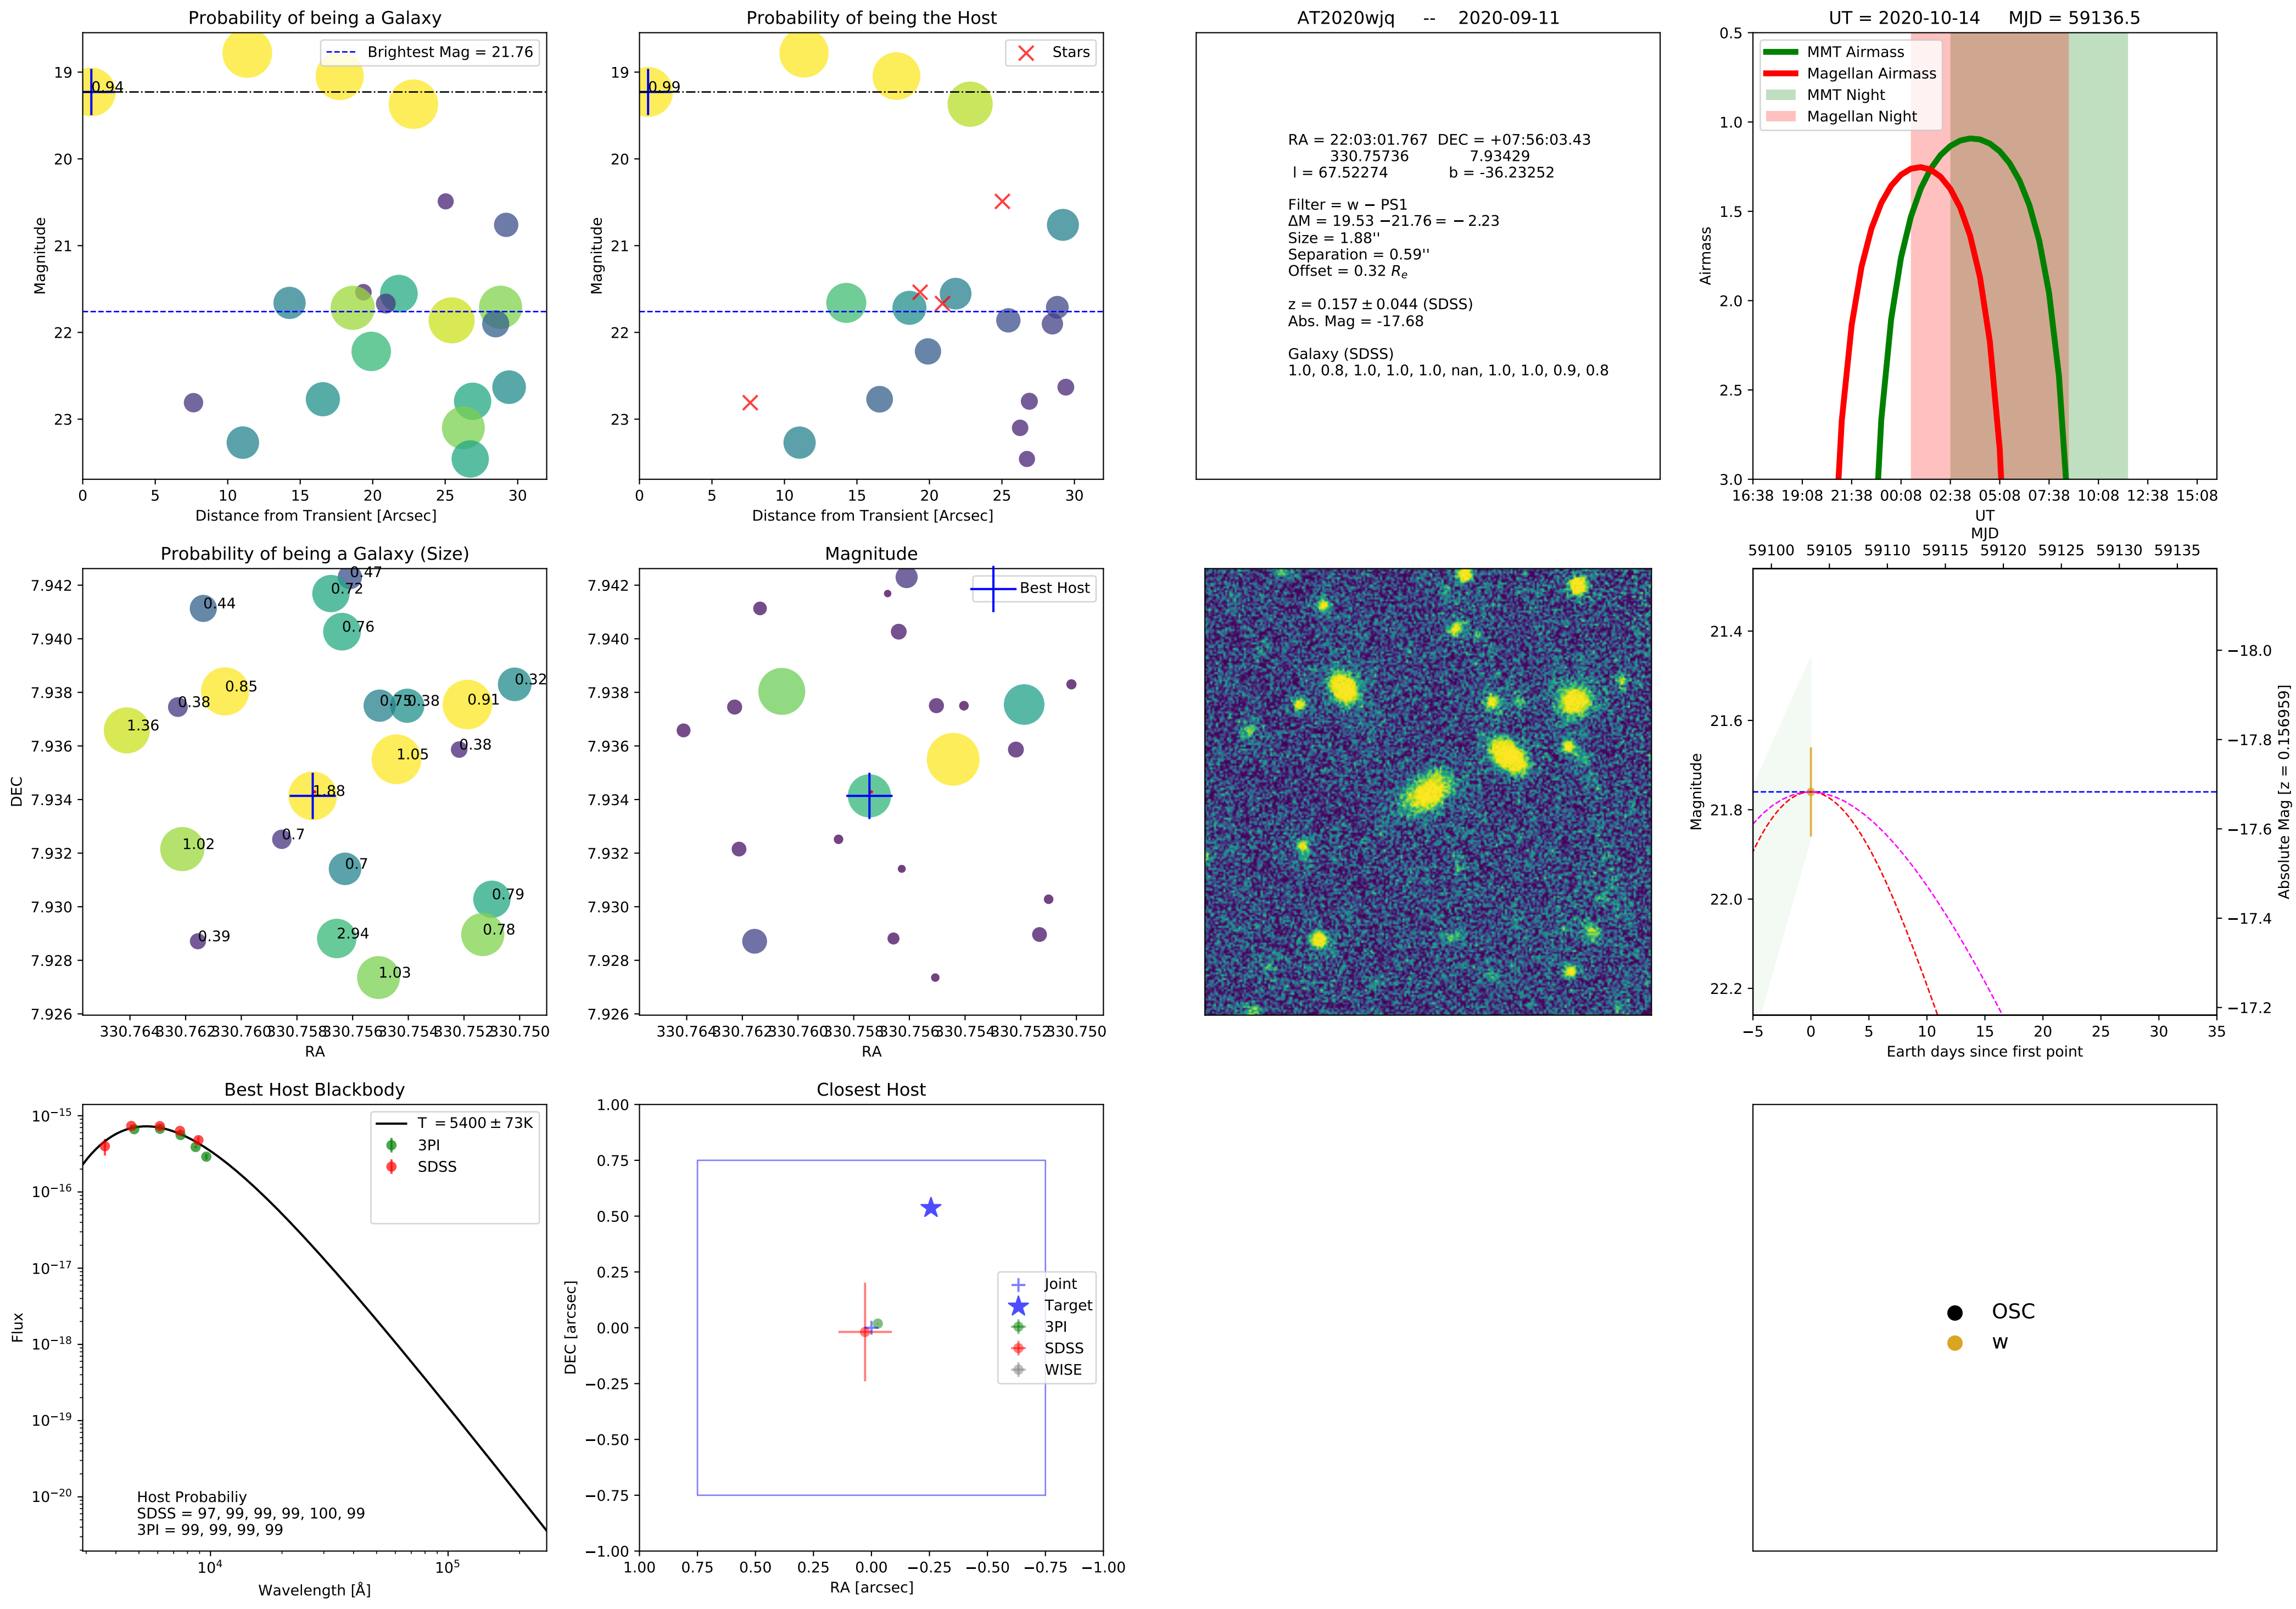 Probability of being a Galaxy
Brightest Mag = 21.76
0.94
19
20
21
22
23
Magnitude
0 5 10 15 20 25 30
Distance from Transient [Arcsec]
Probability of being the Host
Stars
0.99
19
20
21
22
23
Magnitude
0 5 10 15 20 25 30
Distance from Transient [Arcsec]
AT2020wjq -- 2020-09-11
RA = 22:03:01.767 DEC = +07:56:03.43
330.75736 7.93429
l = 67.52274 b = -36.23252
Filter = w − PS1
ΔM = 19.53 −21.76 = −2.23
Size = 1.88''
Separation = 0.59''
Offset = 0.32 Re
z = 0.157 ± 0.044 (SDSS)
Abs. Mag = -17.68
Galaxy (SDSS)
1.0, 0.8, 1.0, 1.0, 1.0, nan, 1.0, 1.0, 0.9, 0.8
UT = 2020-10-14 MJD = 59136.5
MMT Airmass
Magellan Airmass
MMT Night
Magellan Night
0.5
1.0
1.5
2.0
2.5
3.0
Airmass
16:38 19:08 21:38 00:08 02:38 05:08 07:38 10:08 12:38 15:08
UT
Probability of being a Galaxy (Size)
0.47
0.72
0.44
0.76
0.85
0.38
0.75
0.38
0.91
0.32
1.36
1.05
0.38
1.88
1.02
0.7
0.7
0.79
0.39
2.94
0.78
1.03
7.942
7.940
7.938
7.936
7.934
7.932
7.930
7.928
7.926
DEC
330.764 330.762 330.760 330.758 330.756 330.754 330.752 330.750
RA
Magnitude
Best Host
7.942
7.940
7.938
7.936
7.934
7.932
7.930
7.928
7.926
330.764 330.762 330.760 330.758 330.756 330.754 330.752 330.750
RA
MJD
59100 59105 59110 59115 59120 59125 59130 59135
21.4
21.6
21.8
22.0
22.2
Magnitude
−18.0
−17.8
−17.6
−17.4
−17.2
Absolute Mag [z = 0.156959]
−5 0 5 10 15 20 25 30 35
Earth days since first point
Best Host Blackbody
T = 5400 ± 73K
3PI
SDSS
10−15
10−16
10−17
10−18
10−19
10−20
Flux
Host Probabiliy
SDSS = 97, 99, 99, 99, 100, 99
3PI = 99, 99, 99, 99
104 105
Wavelength [Å]
Closest Host
Joint
Target
3PI
SDSS
WISE
1.00
0.75
0.50
0.25
0.00
−0.25
−0.50
−0.75
−1.00
DEC [arcsec]
1.00 0.75 0.50 0.25 0.00 −0.25 −0.50 −0.75 −1.00
RA [arcsec]
OSC
w